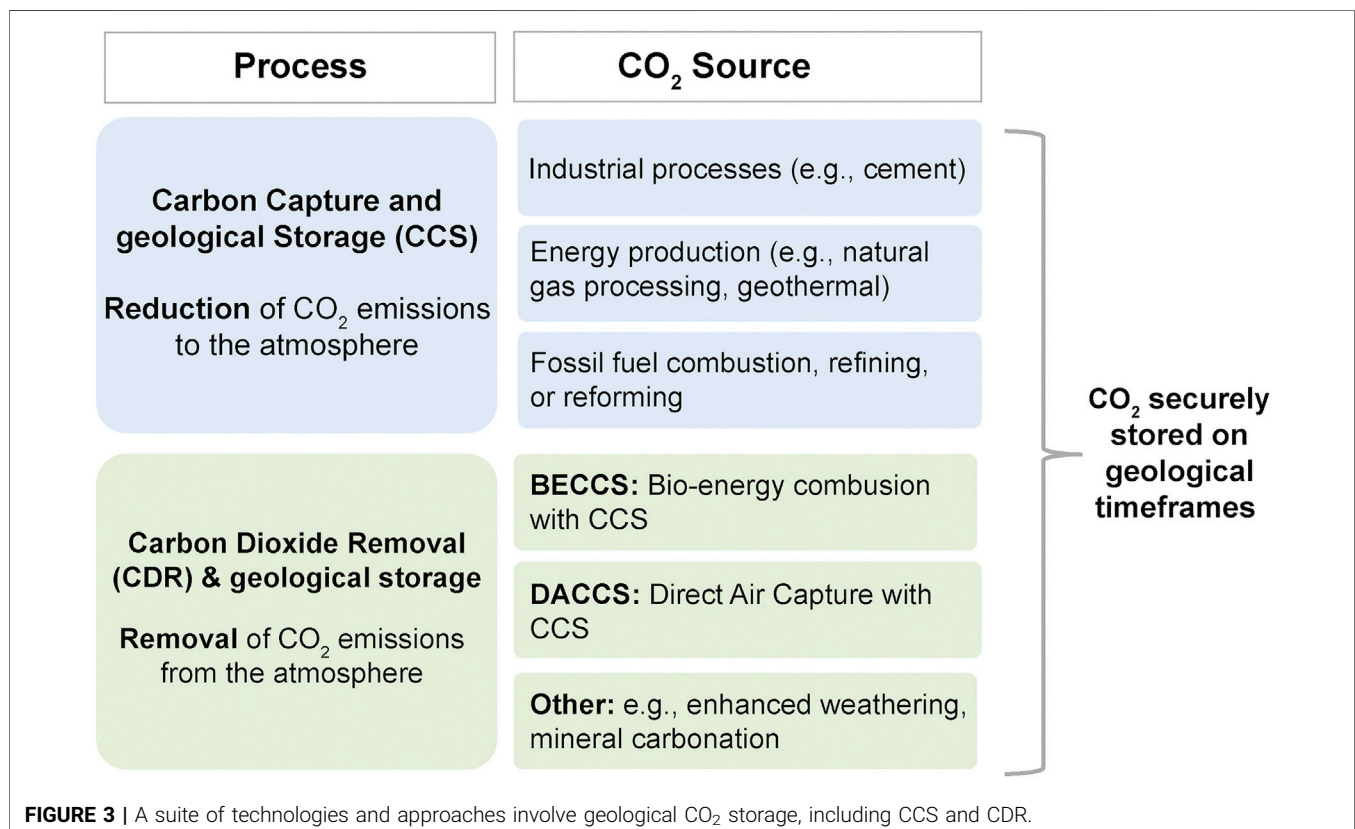 Process
CO₂ Source
Carbon Capture and
geological Storage (CCS)
Reduction of CO₂ emissions
to the atmosphere
Industrial processes (e.g., cement)
Energy production (e.g., natural
gas processing, geothermal)
Fossil fuel combustion, refining,
or reforming
Carbon Dioxide Removal
(CDR) & geological storage
Removal of CO₂ emissions
from the atmosphere
BECCS: Bio-energy combusion
with CCS
DACCS: Direct Air Capture with
CCS
Other: e.g., enhanced weathering,
mineral carbonation
CO₂ securely
stored on
geological
timeframes
FIGURE 3 | A suite of technologies and approaches involve geological CO₂ storage, including CCS and CDR.